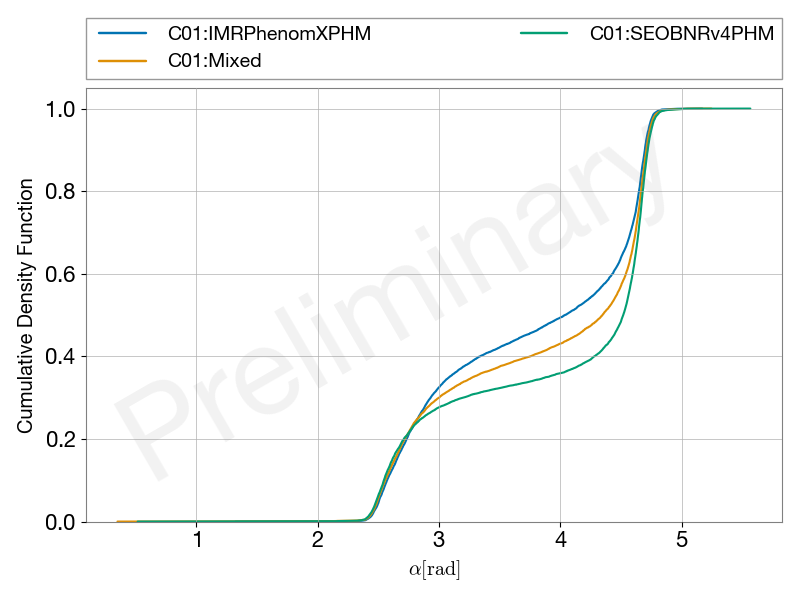 C01:IMRPhenomXPHM
C01:SEOBNRv4PHM
C01:Mixed
1.0
0.8
0.6
0.4
0.2
0.0
Cumulative Density Function
Preliminary
1 2 3 4 5
α[rad]